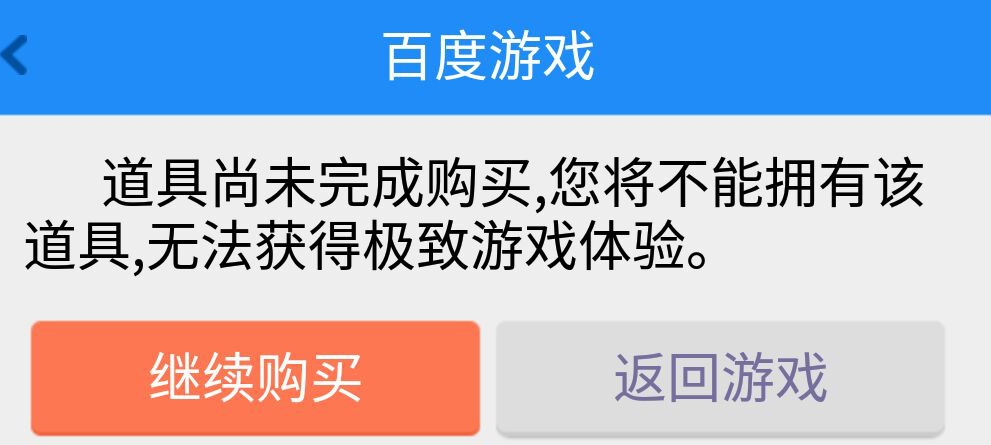 百度游戏
道具尚未完成购买,您将不能拥有该
道具,无法获得极致游戏体验。
继续购买
返回游戏